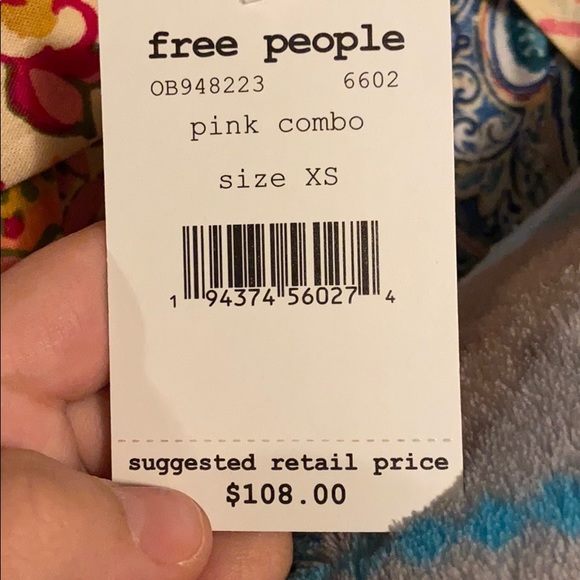 free people
OB948223 6602
pink combo
size XS
1 94374 56027 4
suggested retail price
$108.00